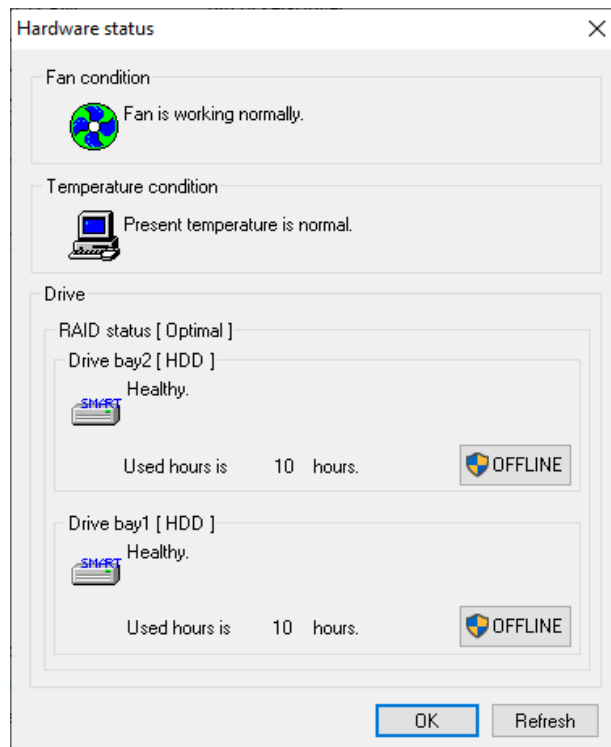 Hardware status
Fan condition
Fan is working normally.
Temperature condition
Present temperature is normal.
Drive
RAID status [ Optimal ]
Drive bay2 [ HDD ]
SMART
Healthy.
Used hours is 10 hours.
OFFLINE
Drive bay1 [ HDD ]
SMART
Healthy.
Used hours is 10 hours.
OFFLINE
OK Refresh